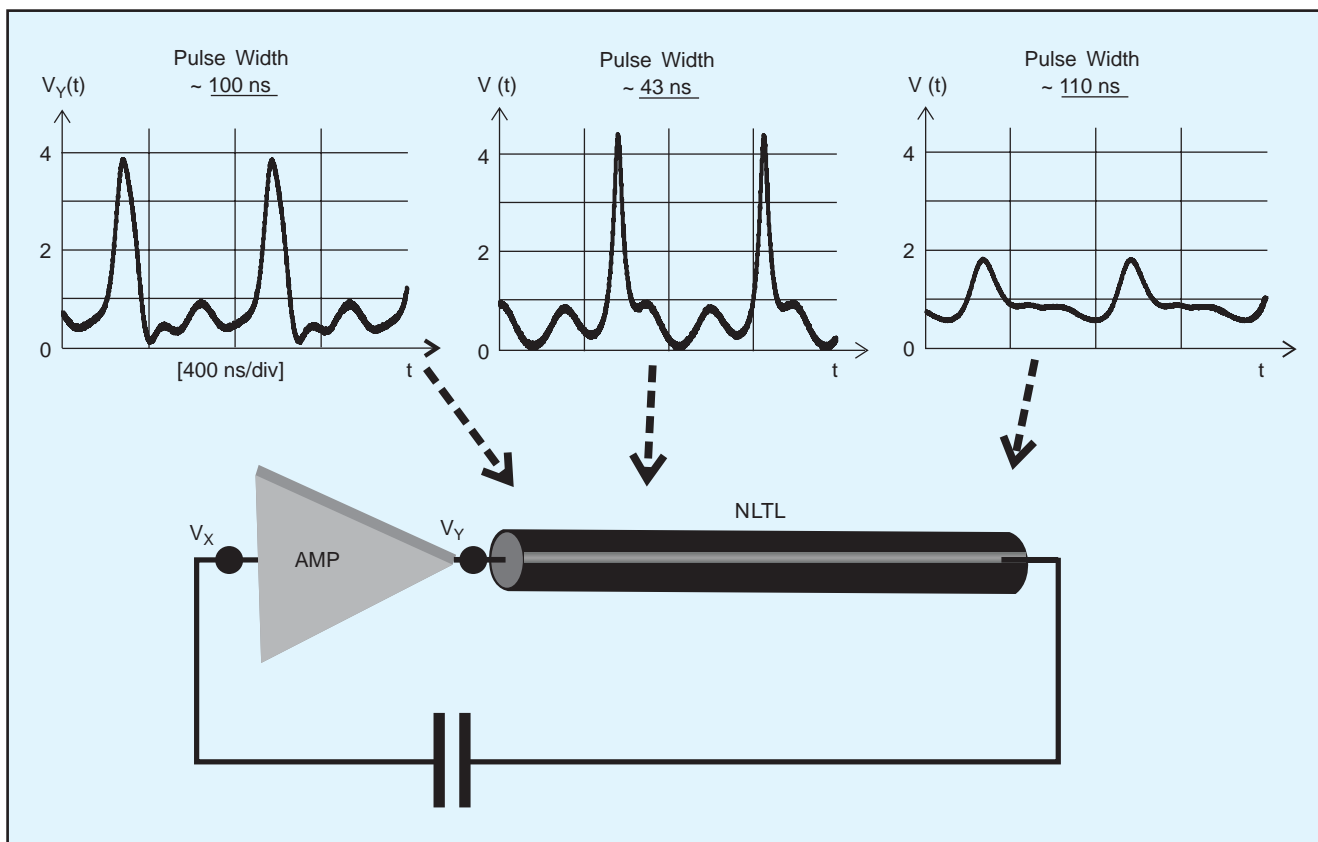 Pulse Width
~ 100 ns
V_Y(t)
4
2
0
[400 ns/div]
t
Pulse Width
~ 43 ns
V (t)
4
2
0
t
Pulse Width
~ 110 ns
V (t)
4
2
0
t
V_X
AMP
V_Y
NLTL